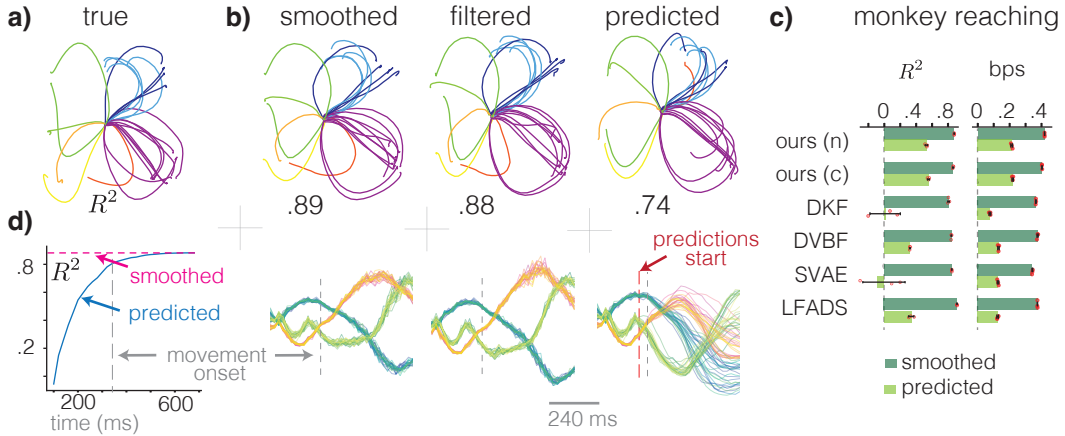 a)
true
b)
smoothed
filtered
predicted
c)
monkey reaching
R²
bps
0
.4
.8
0
.2
.4
ours (n)
ours (c)
DKF
DVBF
SVAE
LFADS
smoothed
predicted
R²
.89
.88
.74
d)
R²
.8
.2
smoothed
predicted
movement
onset
200
600
time (ms)
predictions
start
240 ms